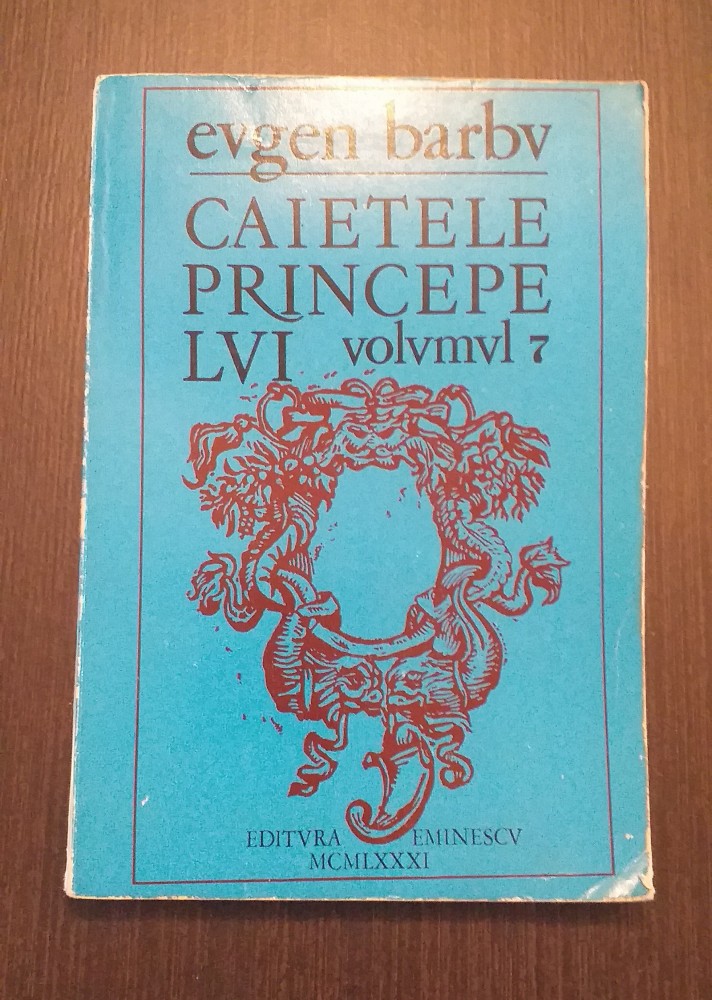 evgen barbv
CAIETELE
PRINCEPE
LVI volvmvl 7
EDITVRA EMINESCV
MCMLXXXI